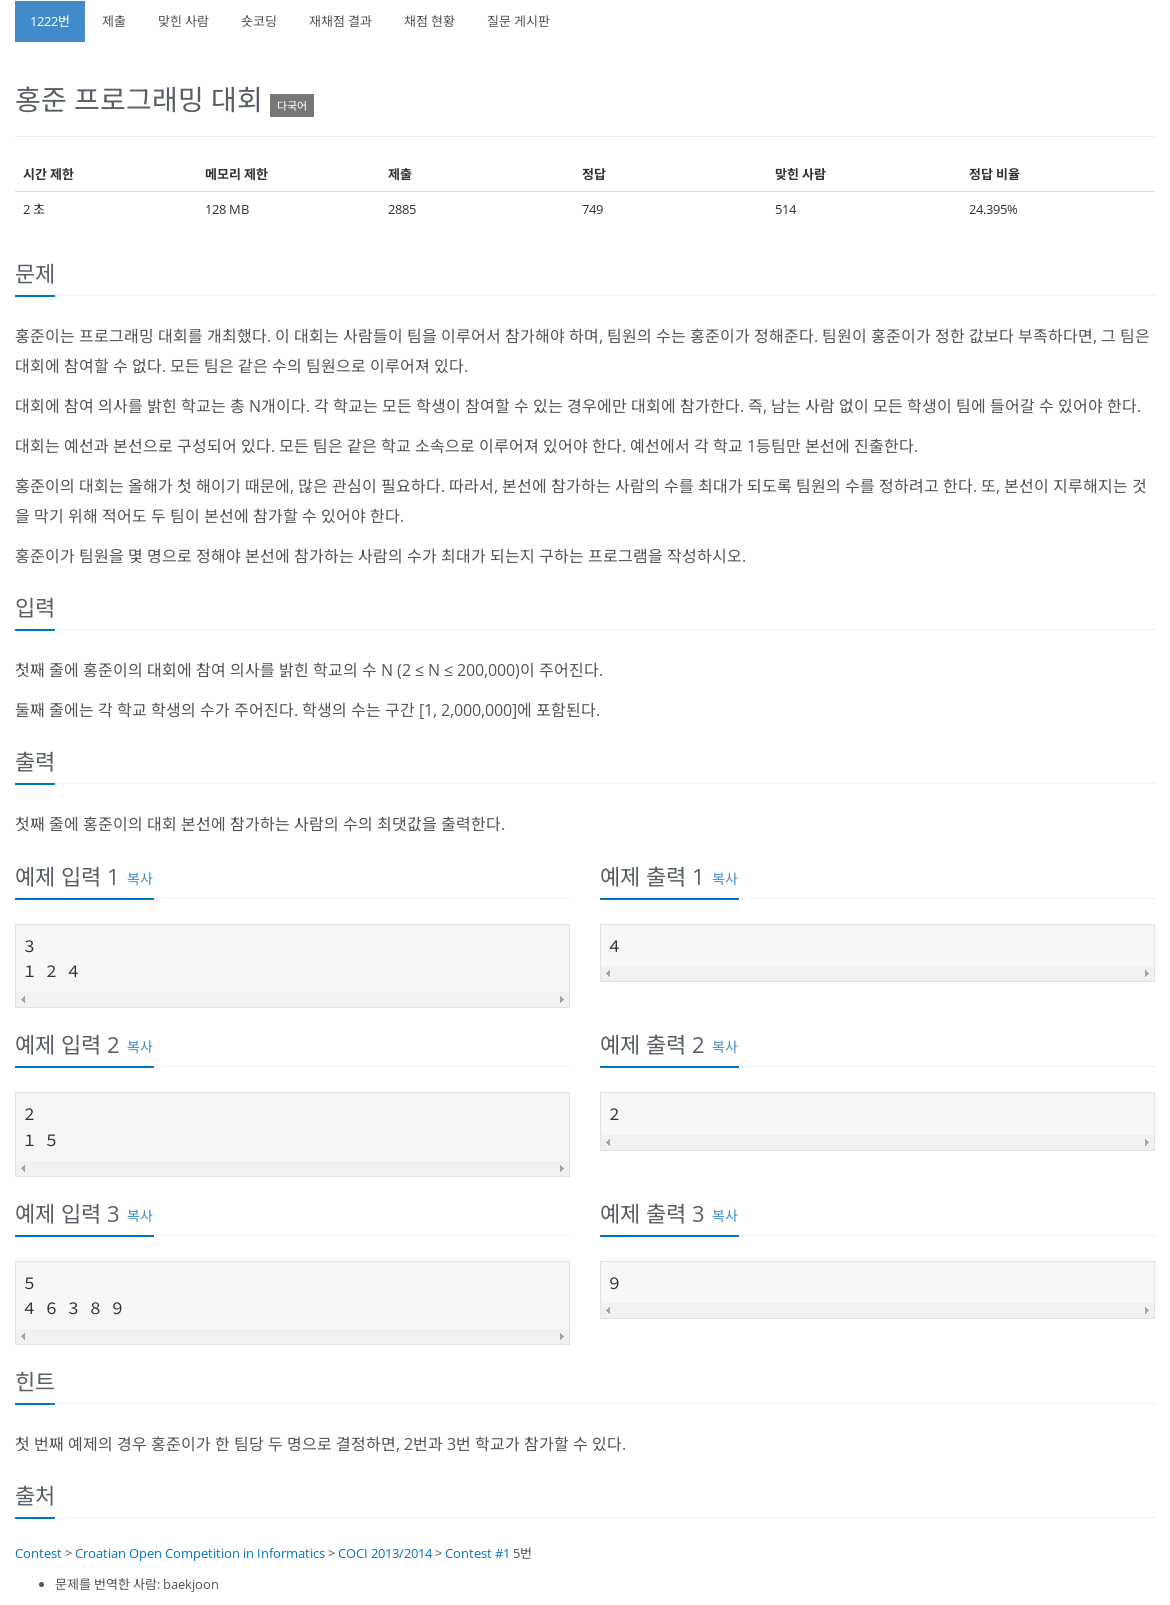 1222번 제출 맞힌 사람 숏코딩 재채점 결과 채점 현황 질문 게시판
홍준 프로그래밍 대회 다국어
시간 제한 메모리 제한 제출 정답 맞힌 사람 정답 비율
2 초 128 MB 2885 749 514 24.395%
문제
홍준이는 프로그래밍 대회를 개최했다. 이 대회는 사람들이 팀을 이루어서 참가해야 하며, 팀원의 수는 홍준이가 정해준다. 팀원이 홍준이가 정한 값보다 부족하다면, 그 팀은
대회에 참여할 수 없다. 모든 팀은 같은 수의 팀원으로 이루어져 있다.
대회에 참여 의사를 밝힌 학교는 총 N개이다. 각 학교는 모든 학생이 참여할 수 있는 경우에만 대회에 참가한다. 즉, 남는 사람 없이 모든 학생이 팀에 들어갈 수 있어야 한다.
대회는 예선과 본선으로 구성되어 있다. 모든 팀은 같은 학교 소속으로 이루어져 있어야 한다. 예선에서 각 학교 1등팀만 본선에 진출한다.
홍준이의 대회는 올해가 첫 해이기 때문에, 많은 관심이 필요하다. 따라서, 본선에 참가하는 사람의 수를 최대가 되도록 팀원의 수를 정하려고 한다. 또, 본선이 지루해지는 것
을 막기 위해 적어도 두 팀이 본선에 참가할 수 있어야 한다.
홍준이가 팀원을 몇 명으로 정해야 본선에 참가하는 사람의 수가 최대가 되는지 구하는 프로그램을 작성하시오.
입력
첫째 줄에 홍준이의 대회에 참여 의사를 밝힌 학교의 수 N (2 ≤ N ≤ 200,000)이 주어진다.
둘째 줄에는 각 학교 학생의 수가 주어진다. 학생의 수는 구간 [1, 2,000,000]에 포함된다.
출력
첫째 줄에 홍준이의 대회 본선에 참가하는 사람의 수의 최댓값을 출력한다.
예제 입력 1 복사
3
1 2 4
예제 출력 1 복사
4
예제 입력 2 복사
2
1 5
예제 출력 2 복사
2
예제 입력 3 복사
5
4 6 3 8 9
예제 출력 3 복사
9
힌트
첫 번째 예제의 경우 홍준이가 한 팀당 두 명으로 결정하면, 2번과 3번 학교가 참가할 수 있다.
출처
Contest > Croatian Open Competition in Informatics > COCI 2013/2014 > Contest #1 5번
• 문제를 번역한 사람: baekjoon